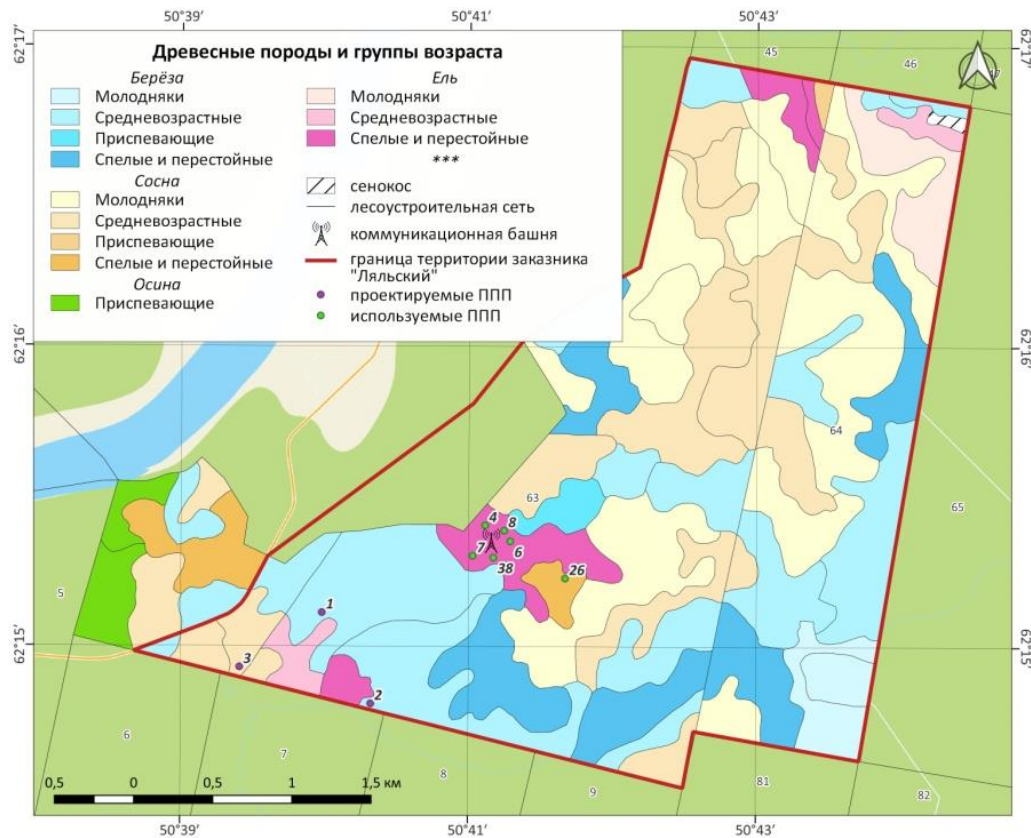 50°39′ 50°41′ 50°43′
62°17′
62°17′
Древесные породы и группы возраста
Берёза
Молодняки
Средневозрастные
Приспевающие
Спелые и перестойные
Сосна
Молодняки
Средневозрастные
Приспевающие
Спелые и перестойные
Осина
Приспевающие
Ель
Молодняки
Средневозрастные
Спелые и перестойные
***
сенокос
лесоустроительная сеть
коммуникационная башня
граница территории заказника
"Ляльский"
проектируемые ППП
используемые ППП
45
46
47
62°16′
62°16′
64
63
65
4
8
7
6
38
26
5
1
62°15′
62°15′
3
2
6
7
8
9
81
82
0,5 0 0,5 1 1,5 км
50°39′ 50°41′ 50°43′